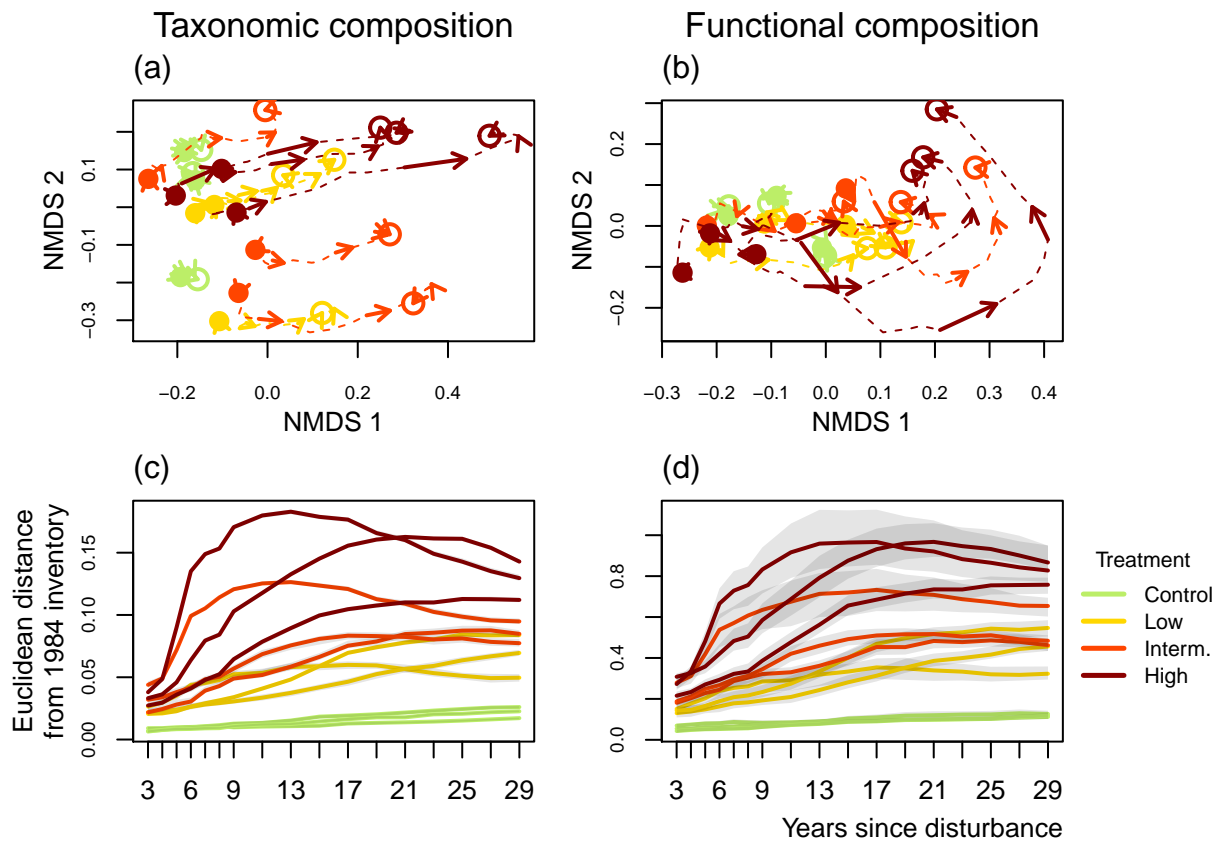 Taxonomic composition
Functional composition
(a)
(b)
NMDS 2
0.1
−0.1
−0.3
−0.2
0.0
0.2
0.4
NMDS 1
NMDS 2
0.2
0.0
−0.2
−0.3
−0.2
−0.1
0.0
0.1
0.2
0.3
0.4
NMDS 1
(c)
(d)
Euclidean distance
from 1984 inventory
0.15
0.10
0.05
0.00
3
6
9
13
17
21
25
29
0.8
0.4
0.0
3
6
9
13
17
21
25
29
Years since disturbance
Treatment
Control
Low
Interm.
High